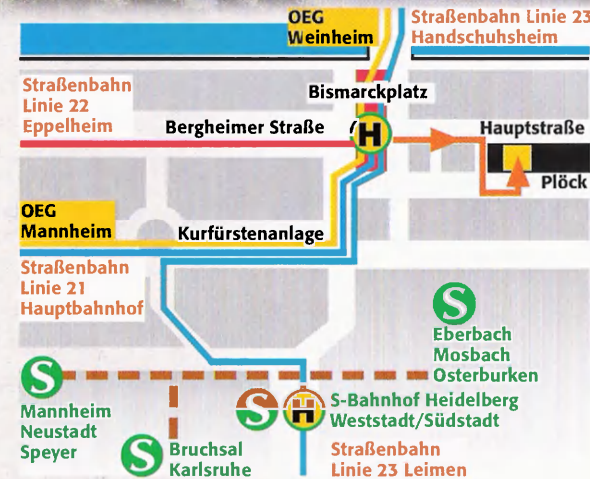 OEG
Weinheim
Straßenbahn Linie 23
Handschuhsheim
Straßenbahn
Linie 22
Eppelheim
Bismarckplatz
Bergheimer Straße
H
Hauptstraße
Plöck
OEG
Mannheim
Kurfürstenanlage
Straßenbahn
Linie 21
Hauptbahnhof
S
Eberbach
Mosbach
Osterburken
S
Mannheim
Neustadt
Speyer
S
Bruchsal
Karlsruhe
S
H
S-Bahnhof Heidelberg
Weststadt/Südstadt
Straßenbahn
Linie 23 Leimen